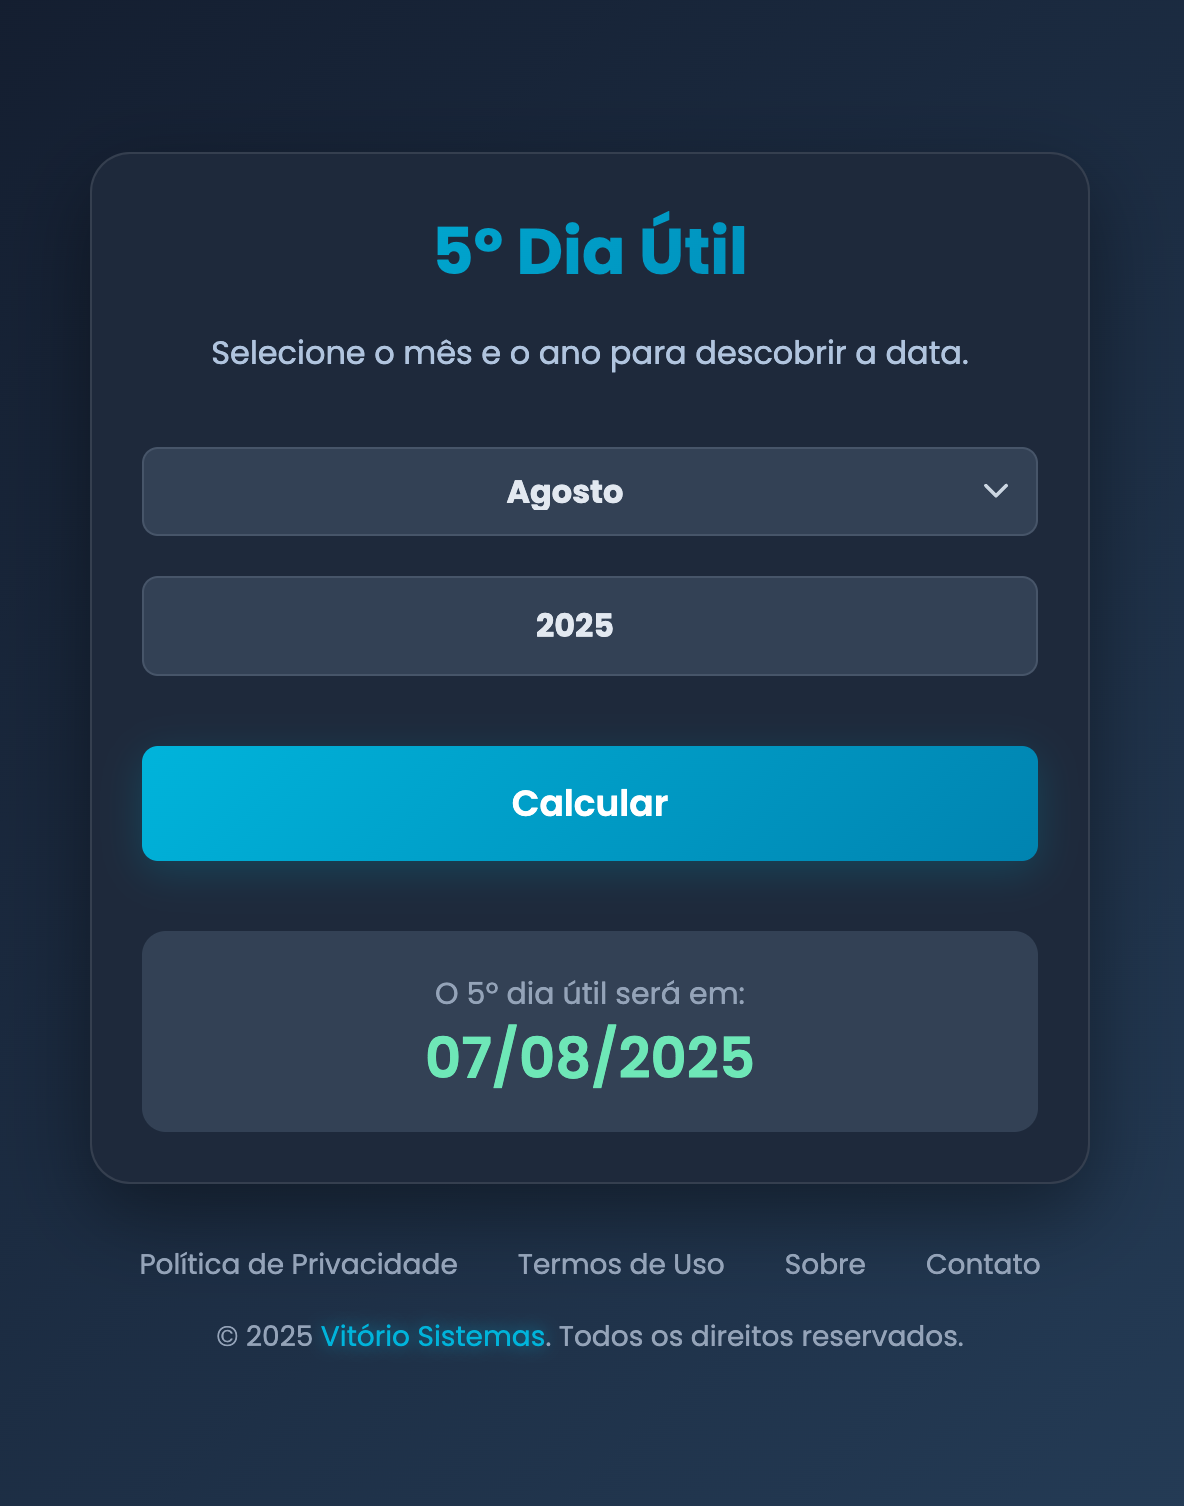 5º Dia Útil
Selecione o mês e o ano para descobrir a data.
Agosto
2025
Calcular
O 5º dia útil será em:
07/08/2025
Política de Privacidade Termos de Uso Sobre Contato
© 2025 Vitório Sistemas. Todos os direitos reservados.